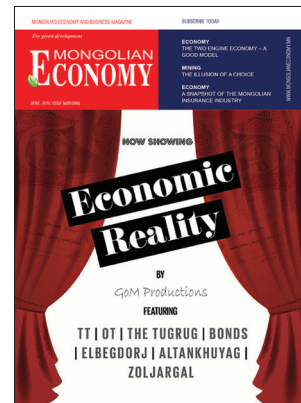 MONGOLIA'S ECONOMY AND BUSINESS MAGAZINE
SUBSCRIBE TODAY
For green development
MONGOLIAN
ECONOMY
ECONOMY
THE TWO ENGINE ECONOMY – A
GOOD MODEL
MINING
THE ILLUSION OF A CHOICE
ECONOMY
A SNAPSHOT OF THE MONGOLIAN
INSURANCE INDUSTRY
WWW.MONGOLIANECONOMY.MN
NOW SHOWING
Economic
Reality
BY
GoM Productions
FEATURING
TT | OT | THE TUGRUG | BONDS
| ELBEGDORJ | ALTANKHUYAG |
ZOLJARGAL